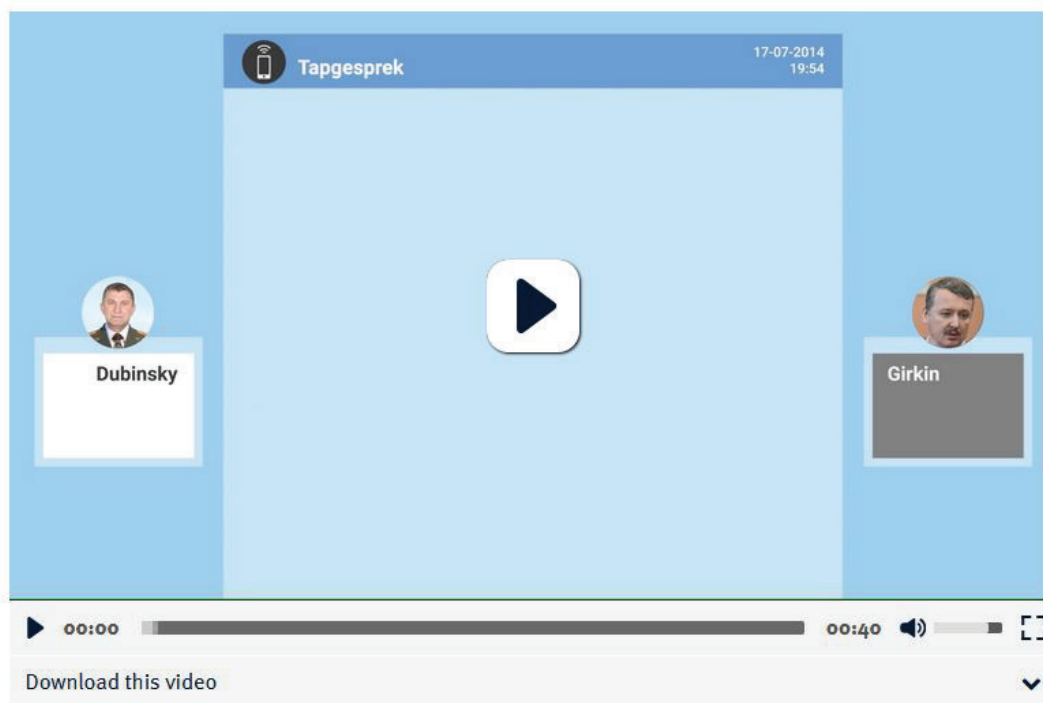 Tapgesprek
17-07-2014
19:54
Dubinsky
Girkin
00:00
00:40
Download this video